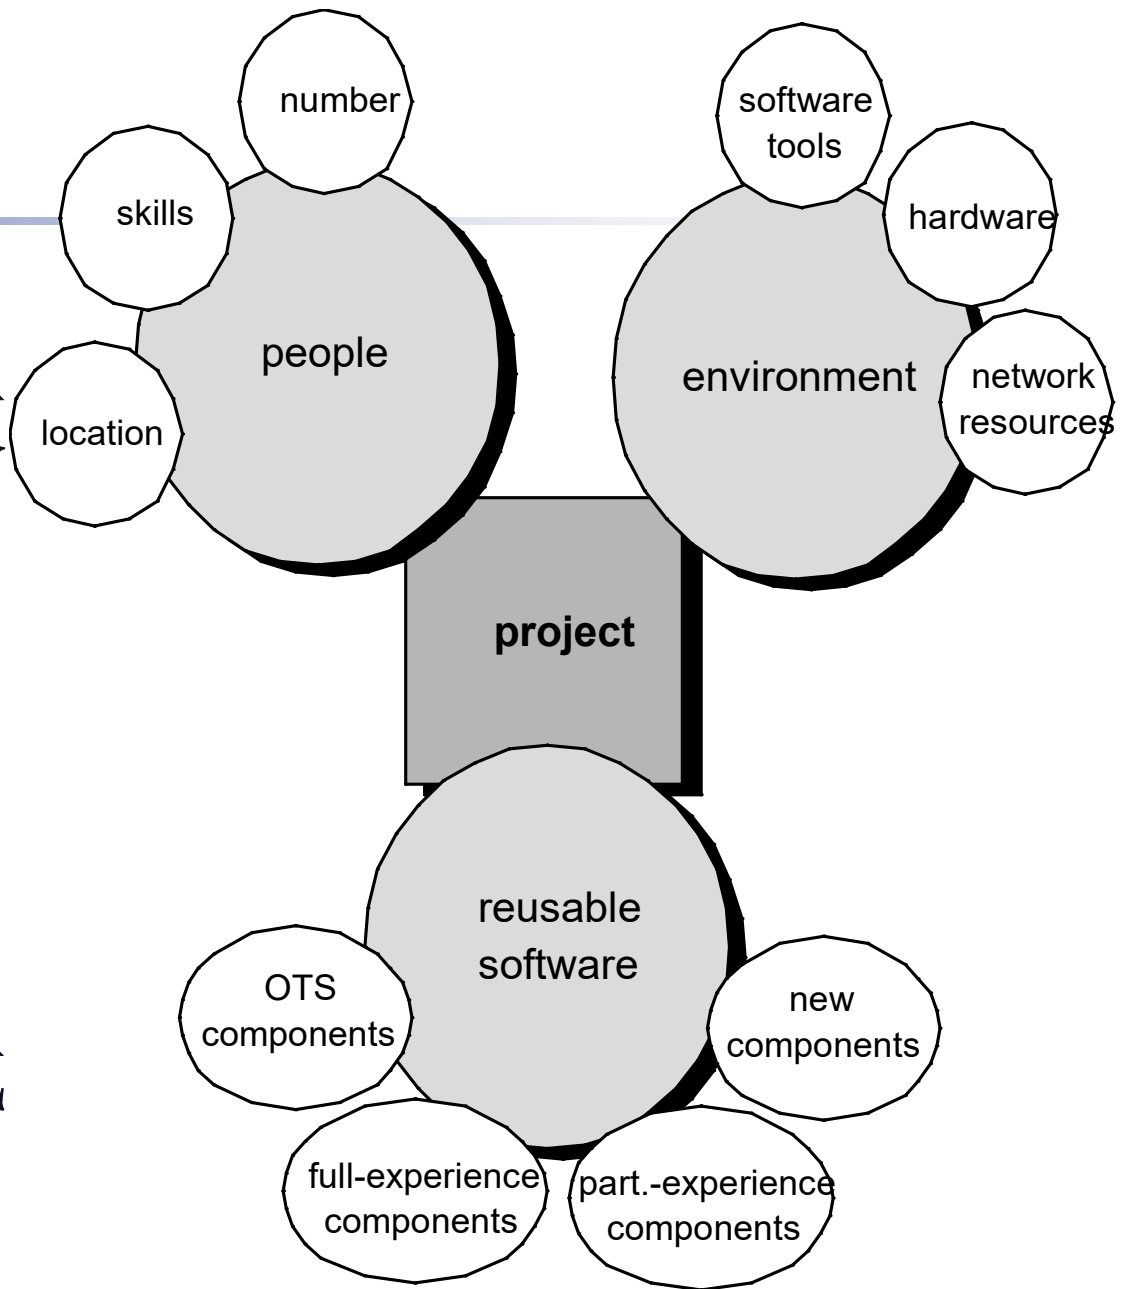 number
skills
location
people
software
tools
hardware
network
resources
environment
project
reusable
software
OTS
components
full-experience
components
part.-experience
components
new
components